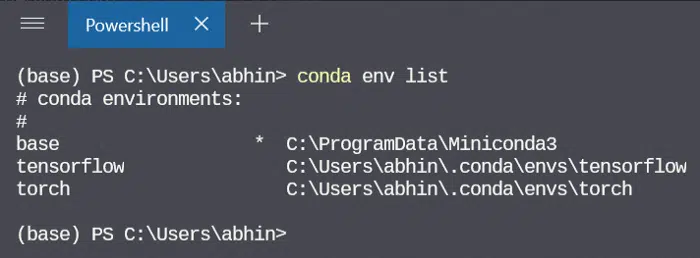 Powershell
(base) PS C:\Users\abhin> conda env list
# conda environments:
#
base                  *  C:\ProgramData\Miniconda3
tensorflow               C:\Users\abhin\.conda\envs\tensorflow
torch                    C:\Users\abhin\.conda\envs\torch
(base) PS C:\Users\abhin>